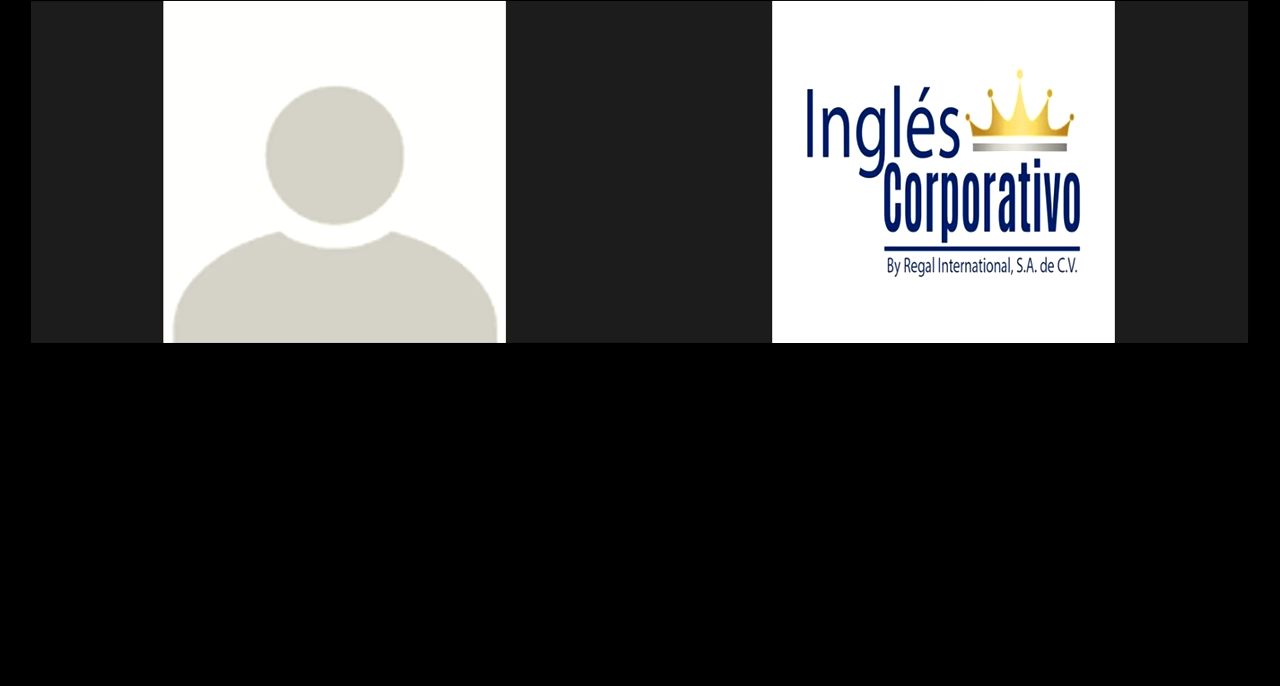 Inglés
Corporativo
By Regal International, S.A. de C.V.